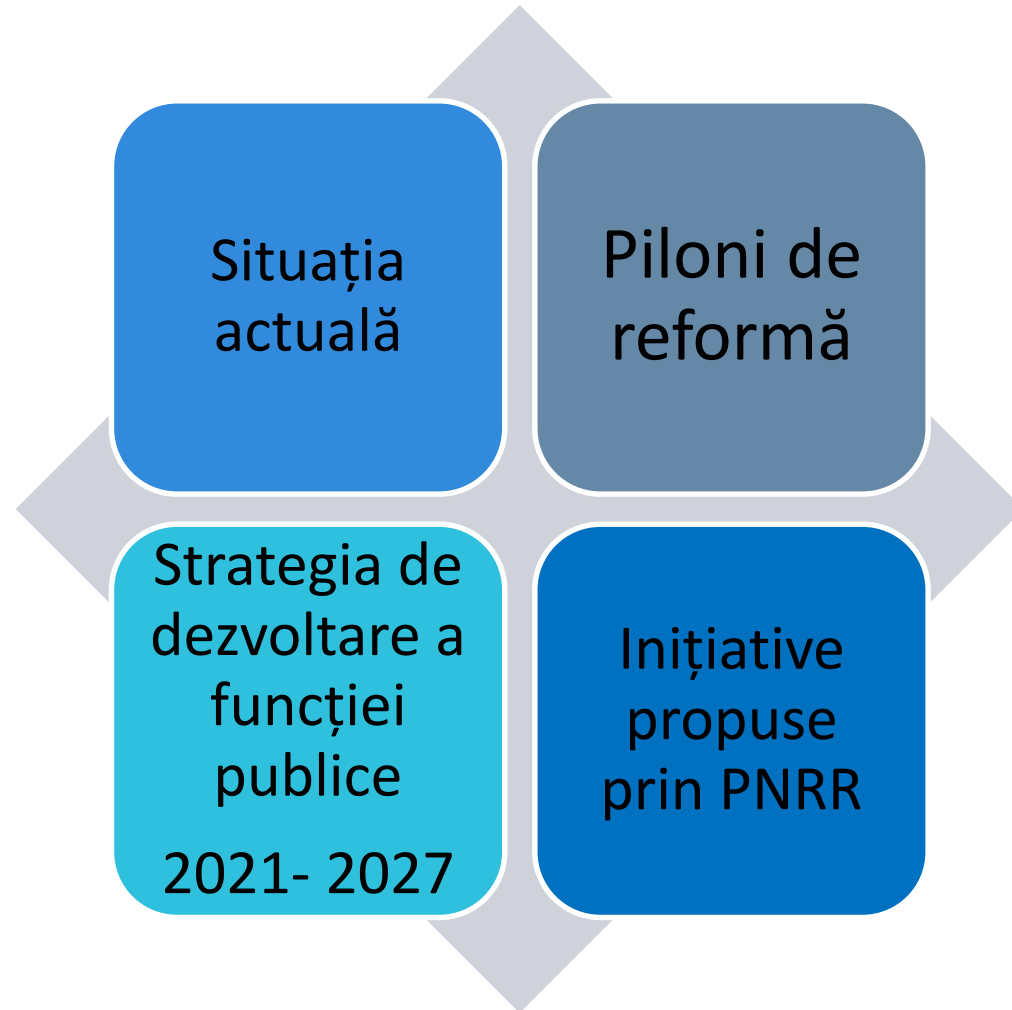 Situația
actuală
Piloni de
reformă
Strategia de
dezvoltare a
funcției
publice
2021- 2027
Inițiative
propuse
prin PNRR